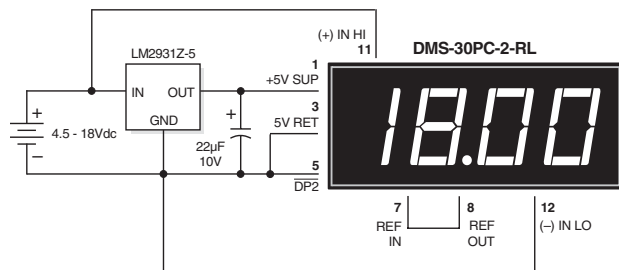 (+) IN HI
11
DMS-30PC-2-RL
LM2931Z-5
IN OUT
GND
1
+5V SUP
3
5V RET
+
4.5 - 18Vdc
–
+
22µF
10V
5
DP2
18.00
7
REF
IN
8
REF
OUT
12
(–) IN LO